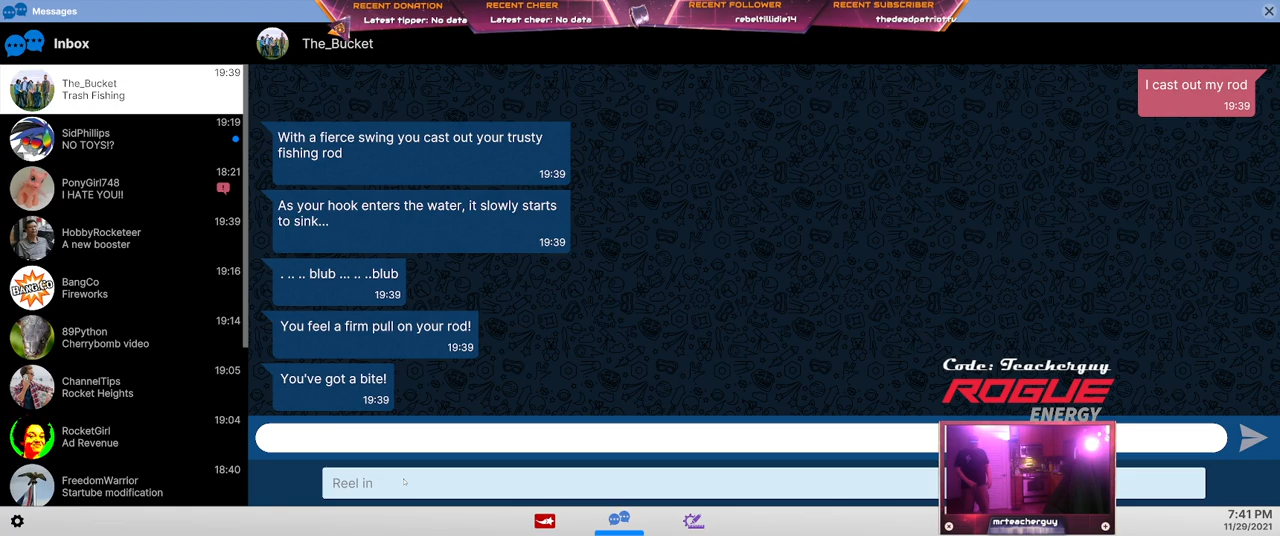 Messages
RECENT DONATION
Latest tipper: No data
RECENT CHEER
Latest cheer: No data
RECENT FOLLOWER
rebeltillidie14
RECENT SUBSCRIBER
thedeadpatriottv
Inbox
The_Bucket
The_Bucket
Trash Fishing
19:39
SidPhillips
NO TOYS!?
19:19
PonyGirl748
I HATE YOU!!
18:21
HobbyRocketeer
A new booster
19:39
BangCo
Fireworks
19:16
BANG.CO
89Python
Cherrybomb video
19:14
ChannelTips
Rocket Heights
19:05
RocketGirl
Ad Revenue
19:04
FreedomWarrior
Startube modification
18:40
I cast out my rod
19:39
With a fierce swing you cast out your trusty
fishing rod
19:39
As your hook enters the water, it slowly starts
to sink...
19:39
. .. .. blub ... .. ..blub
19:39
You feel a firm pull on your rod!
19:39
You've got a bite!
19:39
Code: Teacherguy
ROGUE
ENERGY
Reel in
mrteacherguy
7:41 PM
11/29/2021